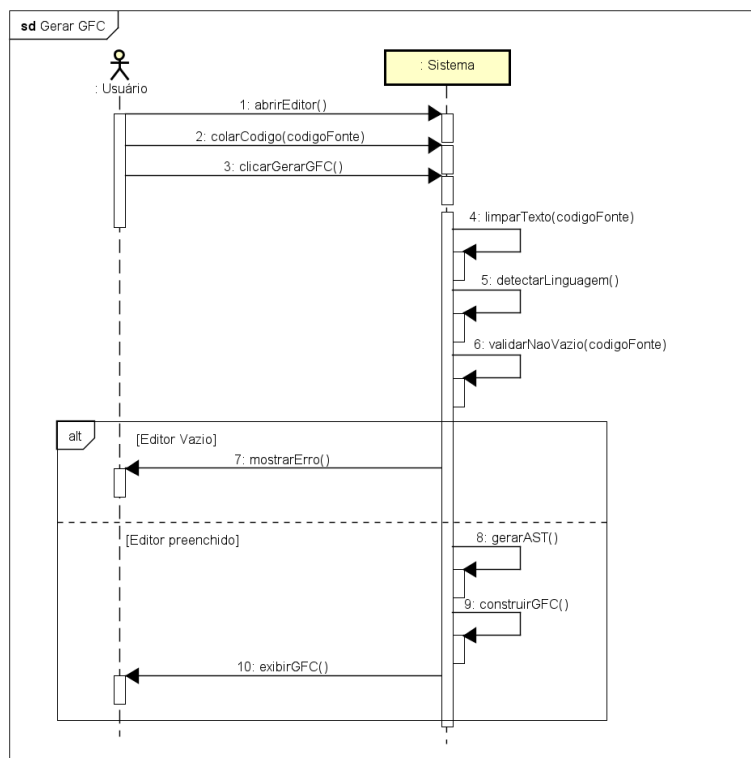 sd Gerar GFC
: Usuário
: Sistema
1: abrirEditor()
2: colarCodigo(codigoFonte)
3: clicarGerarGFC()
4: limparTexto(codigoFonte)
5: detectarLinguagem()
6: validarNaoVazio(codigoFonte)
alt
[Editor Vazio]
7: mostrarErro()
[Editor preenchido]
8: gerarAST()
9: construirGFC()
10: exibirGFC()